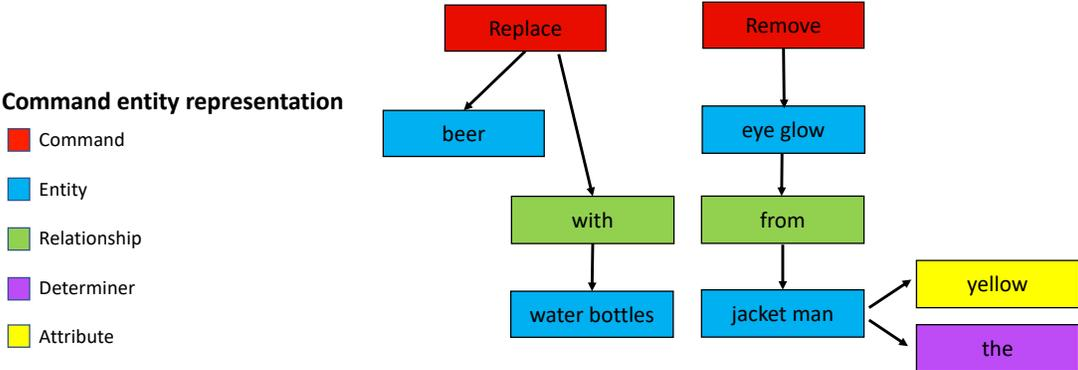 Command entity representation
Command
Entity
Relationship
Determiner
Attribute
Replace
beer
with
water bottles
Remove
eye glow
from
jacket man
yellow
the